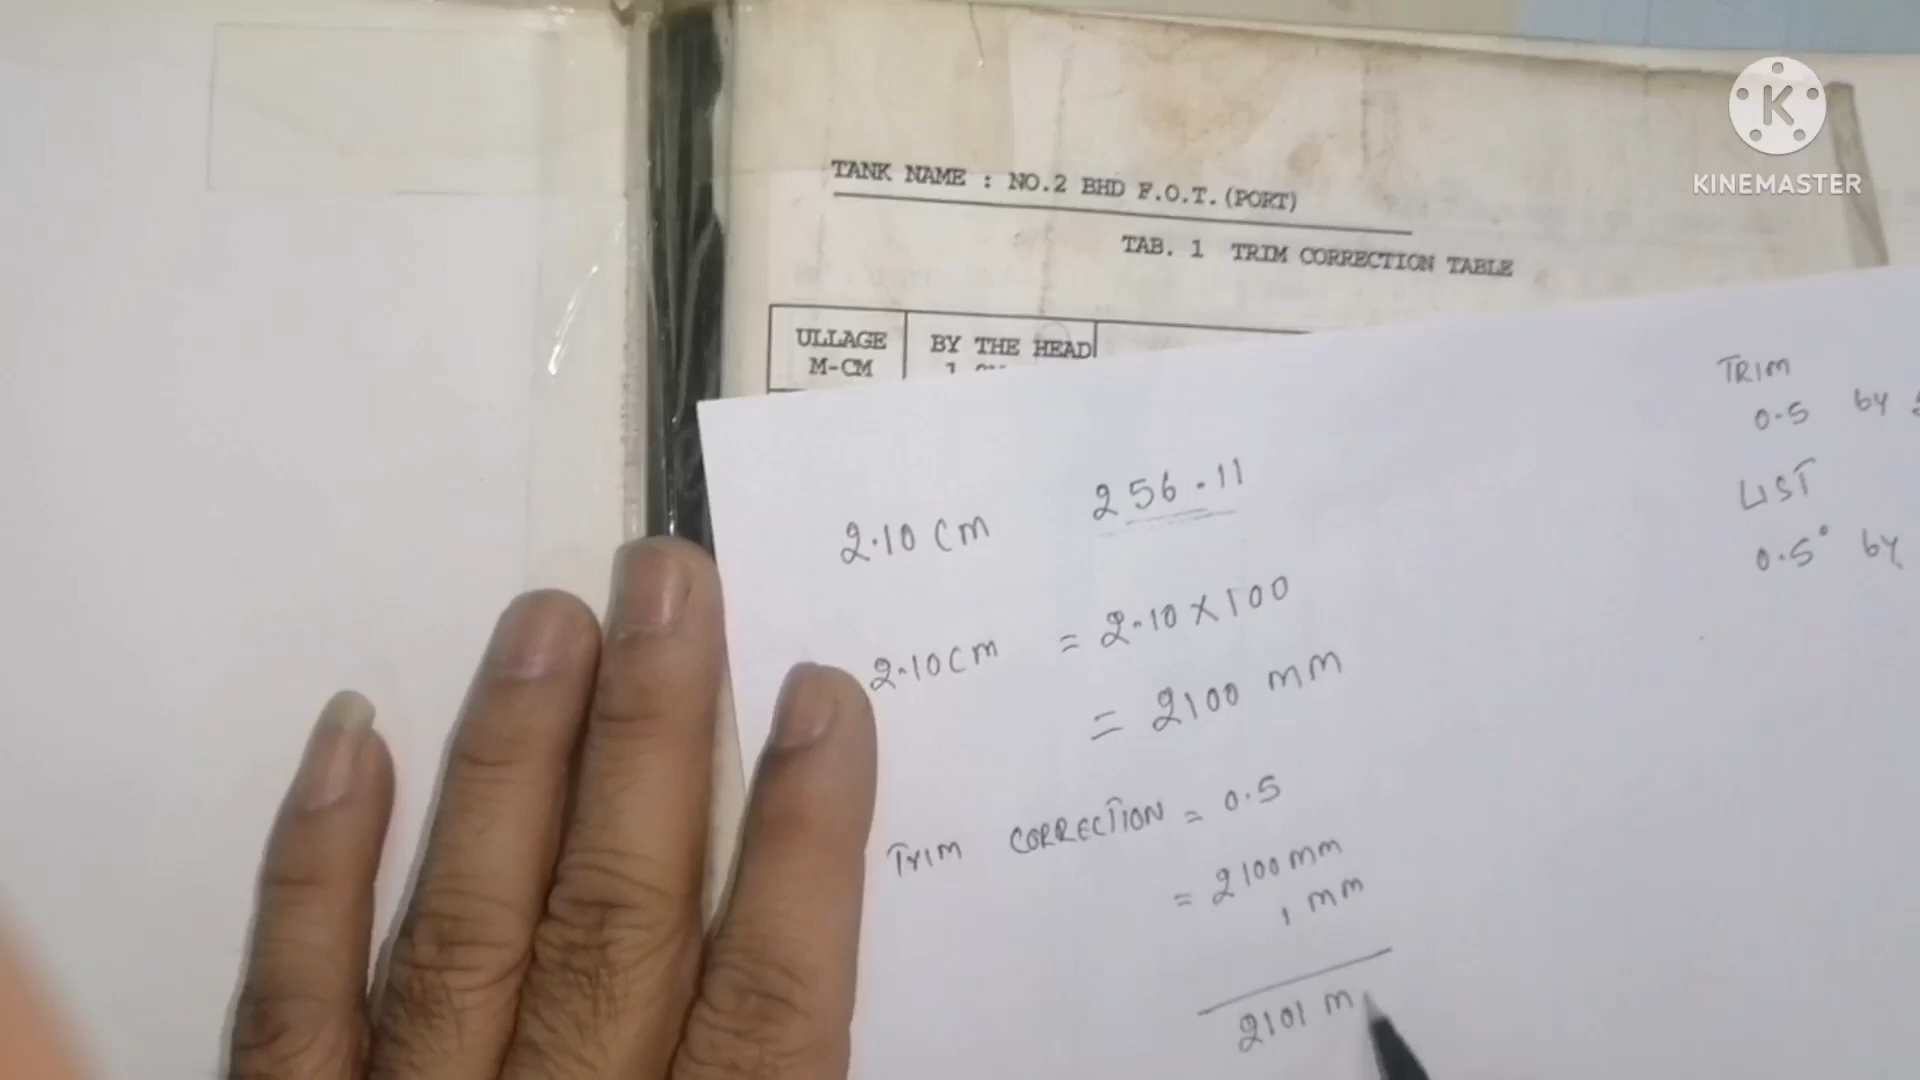 KINEMASTER
TANK NAME : NO.2 BHD F.O.T.(PORT)
TAB. 1 TRIM CORRECTION TABLE
ULLAGE
M-CM
BY THE HEAD
TRIM
0.5 by
LIST
0.5° by
2.10 cm 256.11
2.10cm = 2.10 X 100
= 2100 mm
Trim CORRECTION = 0.5
= 2100 mm
1 mm
2101 m